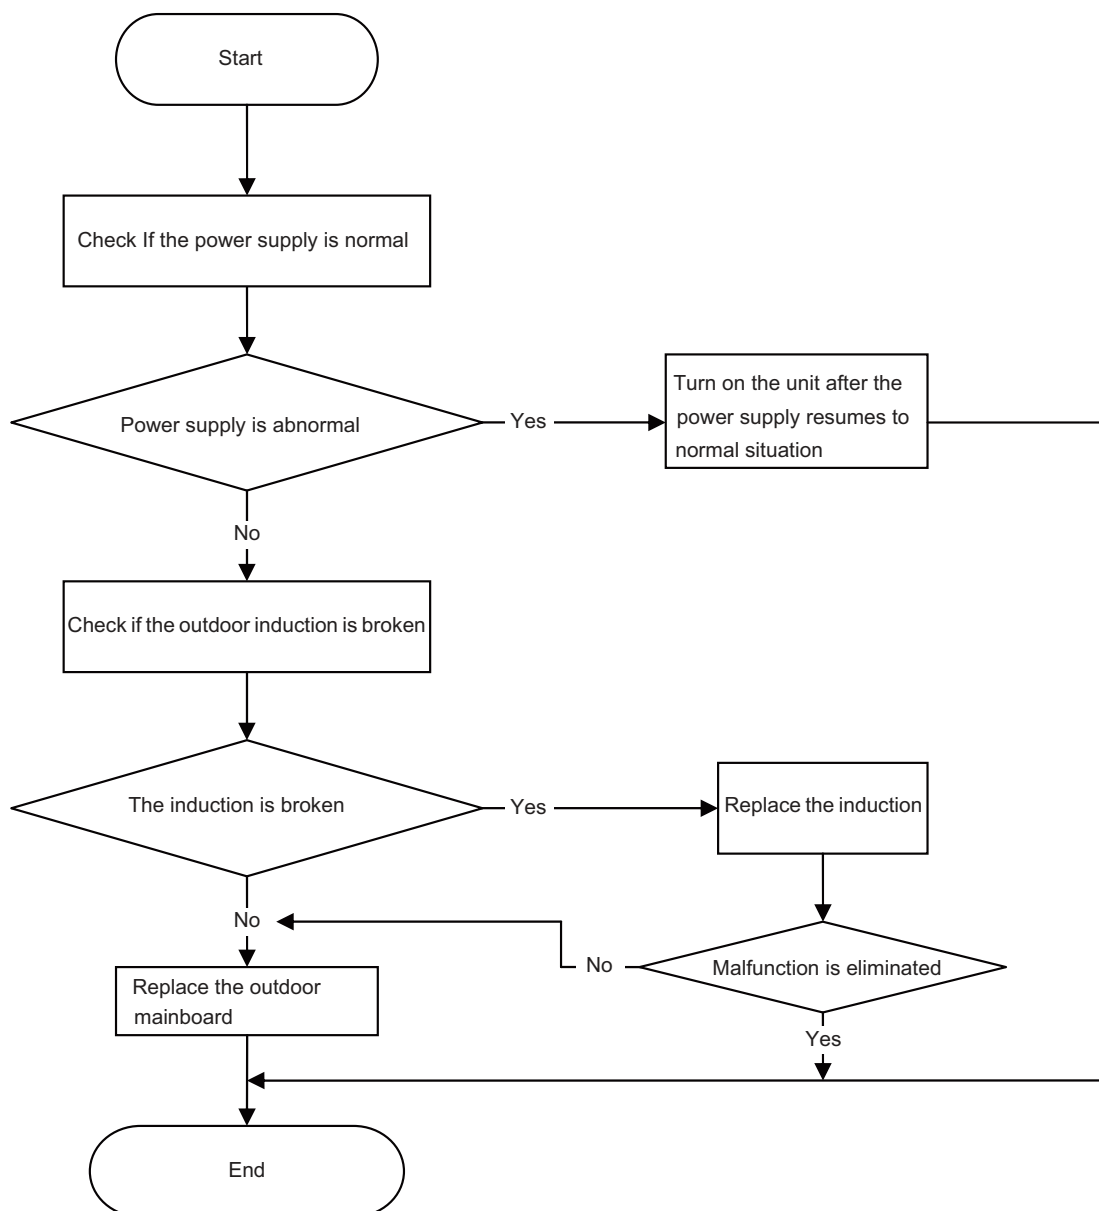 Start
Check If the power supply is normal
Power supply is abnormal
Yes
Turn on the unit after the
power supply resumes to
normal situation
No
Check if the outdoor induction is broken
The induction is broken
Yes
Replace the induction
No
No
Malfunction is eliminated
Replace the outdoor
mainboard
Yes
End